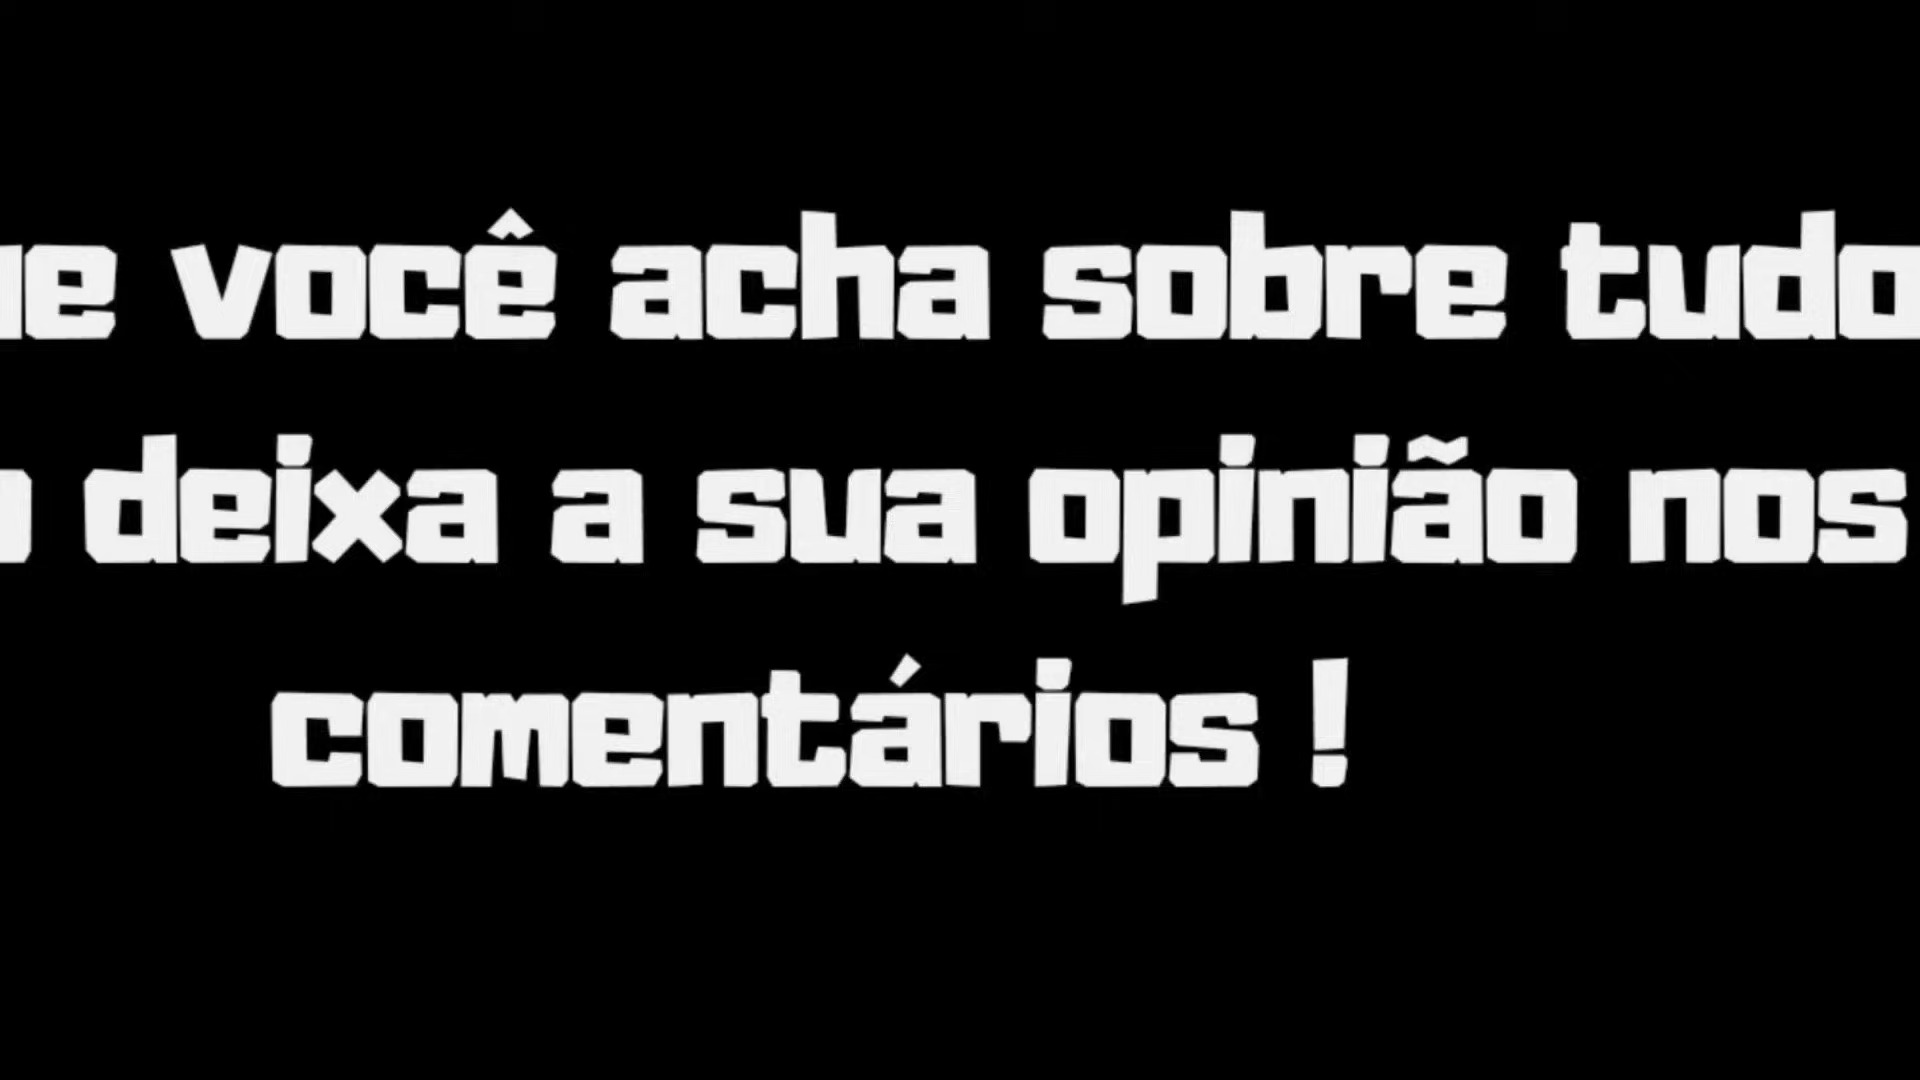 você acha sobre tudo
deixa a sua opinião nos
comentários !